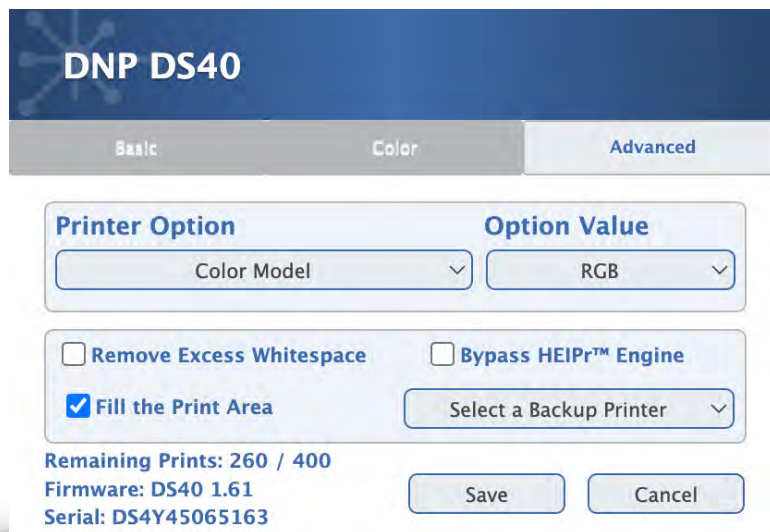 DNP DS40
Basic Color Advanced
Printer Option Option Value
Color Model RGB
Remove Excess Whitespace Bypass HEIPr™ Engine
Fill the Print Area Select a Backup Printer
Remaining Prints: 260 / 400
Firmware: DS40 1.61
Save Cancel
Serial: DS4Y45065163